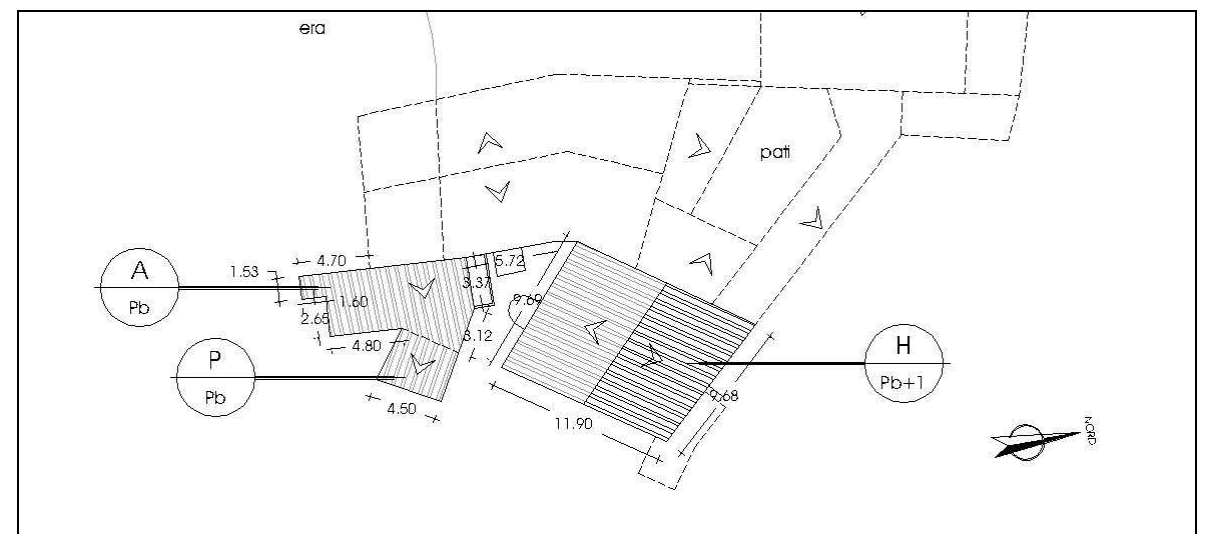 era
pati
A
Pb
P
Pb
H
Pb+1
1.53
4.70
1.60
2.65
4.80
4.50
3.37
5.72
3.12
9.69
11.90
9.68
NORD